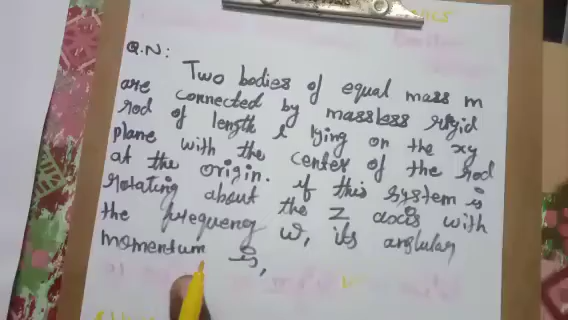 Q.N:
Two bodies of equal mass m
are connected by massless rigid
rod of length l lying on the xy
plane with the center of the rod
at the origin. If this system is
rotating about the Z axis with
the frequency ω, its anglular
momentum is,